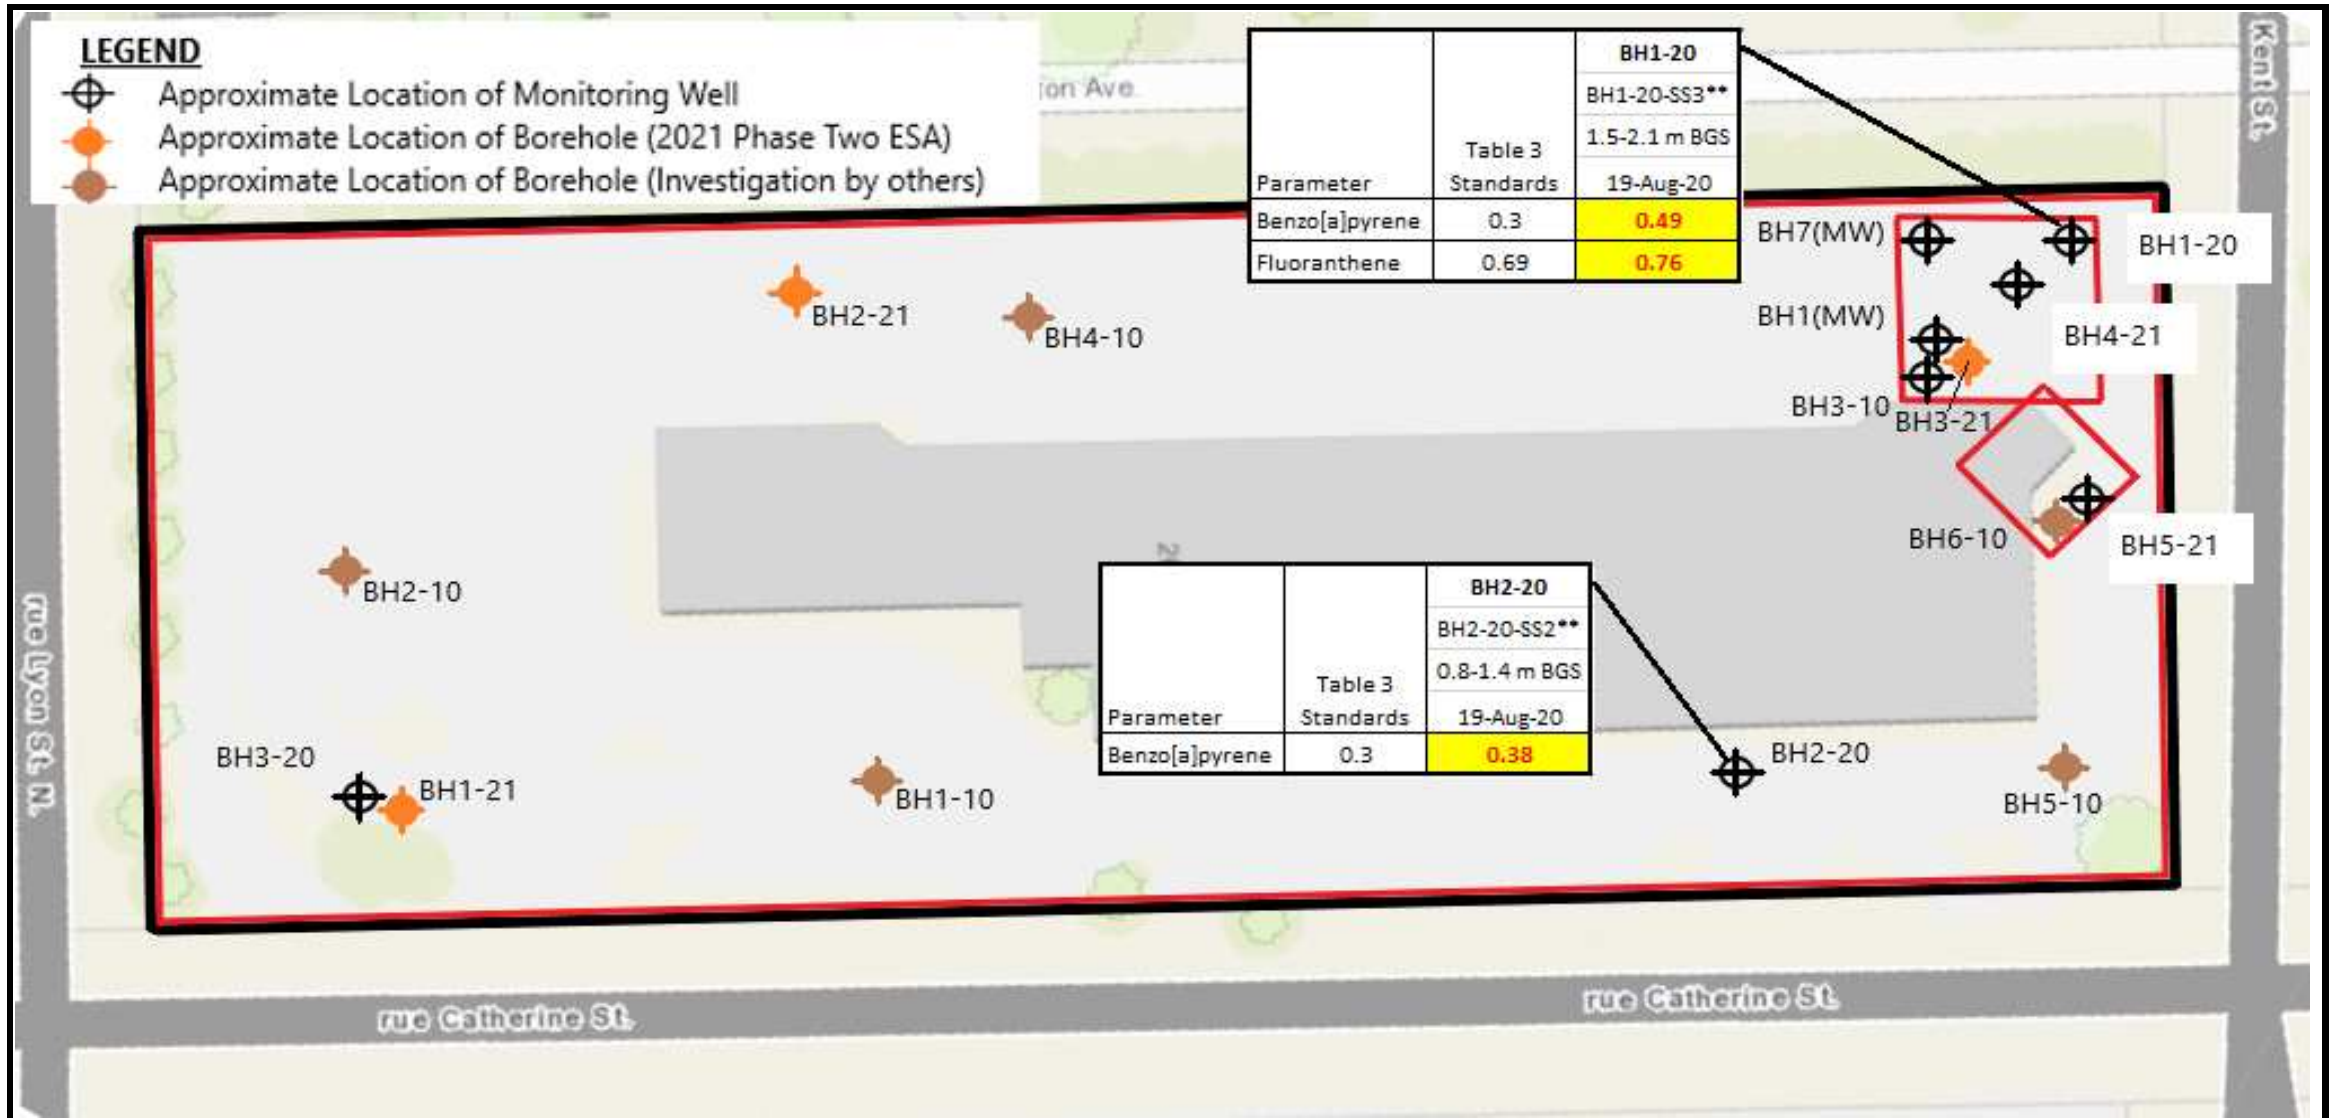 LEGEND
Approximate Location of Monitoring Well
Approximate Location of Borehole (2021 Phase Two ESA)
Approximate Location of Borehole (Investigation by others)
Ave.
Kent St.
BH1-20
BH1-20-SS3**
1.5-2.1 m BGS
Parameter Table 3 Standards 19-Aug-20
Benzo[a]pyrene 0.3 0.49
Fluoranthene 0.69 0.76
BH7(MW)
BH1-20
BH2-21
BH4-10
BH1(MW)
BH4-21
BH3-10
BH3-21
BH6-10
BH5-21
BH2-10
BH2-20
BH2-20-SS2**
0.8-1.4 m BGS
Parameter Table 3 Standards 19-Aug-20
Benzo[a]pyrene 0.3 0.38
rue Lyon St. N.
BH3-20
BH1-21
BH1-10
BH2-20
BH5-10
rue Catherine St.
rue Catherine St.